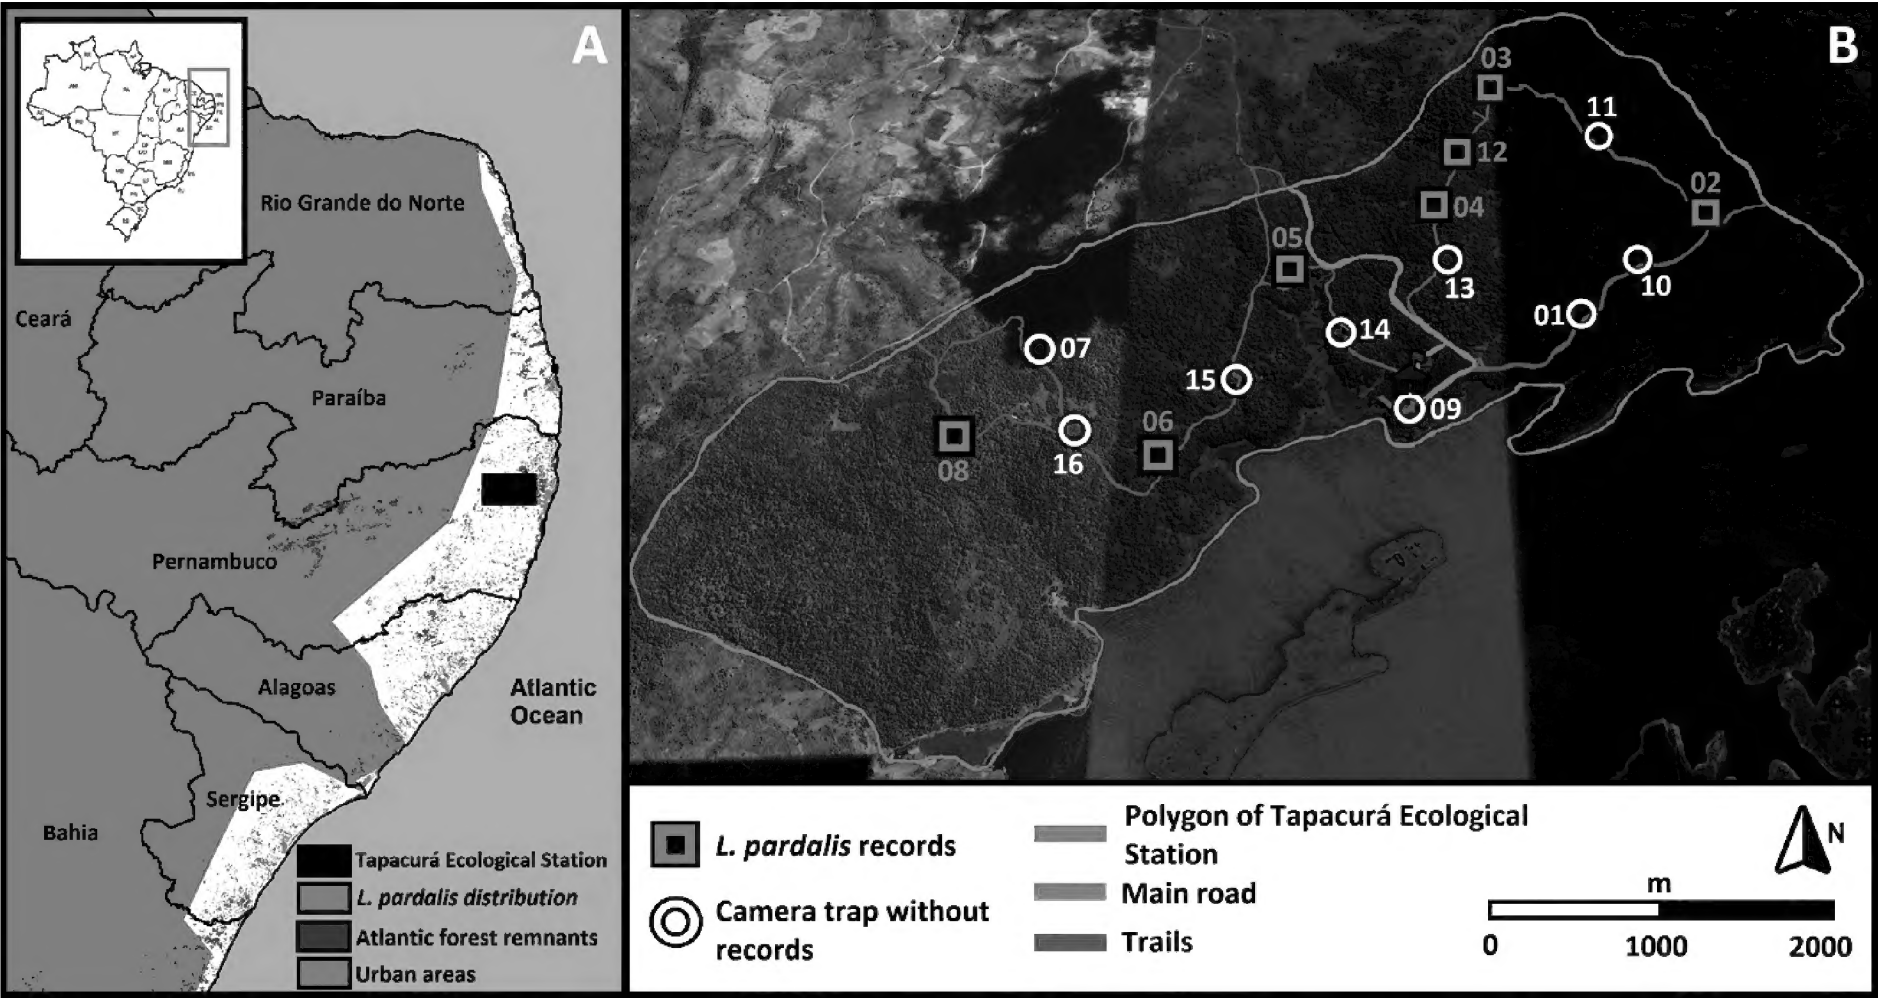 A
Rio Grande do Norte
Ceará
Paraíba
Pernambuco
Alagoas
Atlantic
Ocean
Sergipe
Bahia
Tapacurá Ecological Station
L. pardalis distribution
Atlantic forest remnants
Urban areas
B
03
11
12
02
04
05
13
10
01
14
07
15
09
06
16
08
L. pardalis records
Camera trap without
records
Polygon of Tapacurá Ecological
Station
Main road
Trails
N
m
0 1000 2000